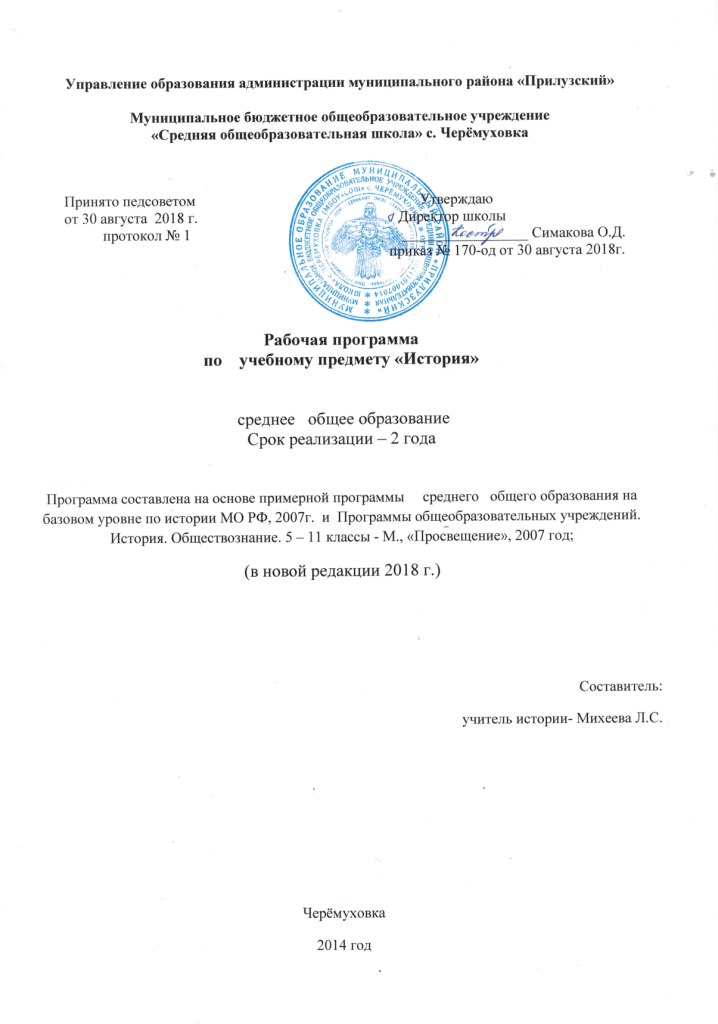 Управление образования администрации муниципального района «Прилузский»
Муниципальное бюджетное общеобразовательное учреждение
«Средняя общеобразовательная школа» с. Черёмуховка
Принято педсоветом
от 30 августа 2018 г.
протокол № 1
Утверждаю
Директор школы
Симакова О.Д.
приказ № 170-од от 30 августа 2018г.
Рабочая программа
по учебному предмету «История»
среднее общее образование
Срок реализации – 2 года
Программа составлена на основе примерной программы среднего общего образования на
базовом уровне по истории МО РФ, 2007г. и Программы общеобразовательных учреждений.
История. Обществознание. 5 – 11 классы - М., «Просвещение», 2007 год;
(в новой редакции 2018 г.)
Составитель:
учитель истории- Михеева Л.С.
Черёмуховка
2014 год